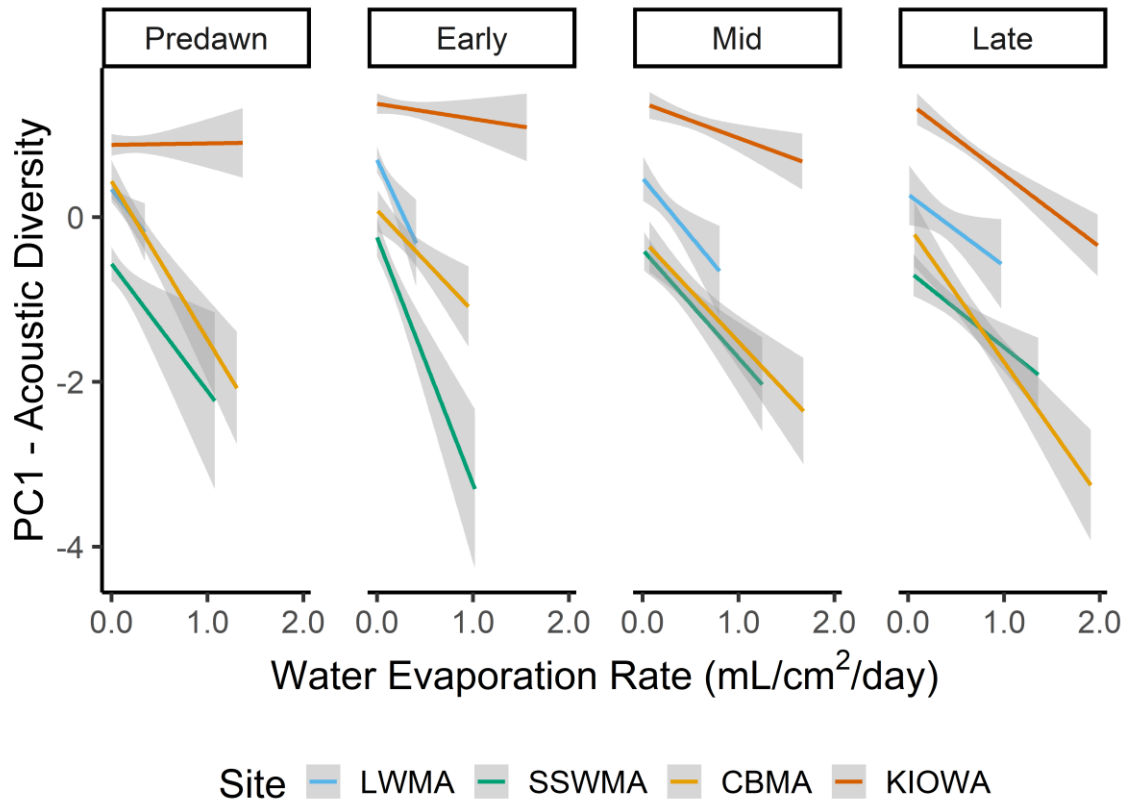 Predawn Early Mid Late
PC1 - Acoustic Diversity
0
-2
-4
0.0 1.0 2.0 0.0 1.0 2.0 0.0 1.0 2.0 0.0 1.0 2.0
Water Evaporation Rate (mL/cm²/day)
Site LWMA SSWMA CBMA KIOWA